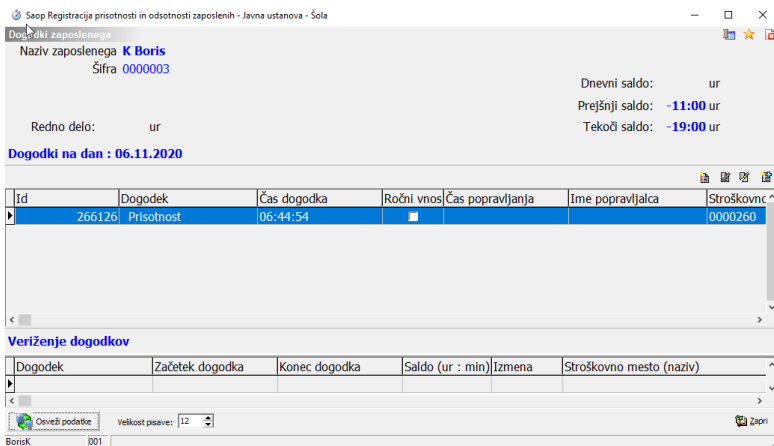 Saop Registracija prisotnosti in odsotnosti zaposlenih - Javna ustanova - Šola
Dogodki zaposlenega
Naziv zaposlenega K Boris
Šifra 0000003
Dnevni saldo: ur
Prejšnji saldo: -11:00 ur
Redno delo: ur
Tekoči saldo: -19:00 ur
Dogodki na dan : 06.11.2020
Id Dogodek Čas dogodka Ročni vnos Čas popravljanja Ime popravljalca Stroškovno
266126 Prisotnost 06:44:54 0000260
Veriženje dogodkov
Dogodek Začetek dogodka Konec dogodka Saldo (ur : min) Izmena Stroškovno mesto (naziv)
Osveži podatke Velikost pisave: 12 Zapri
BorisK 001